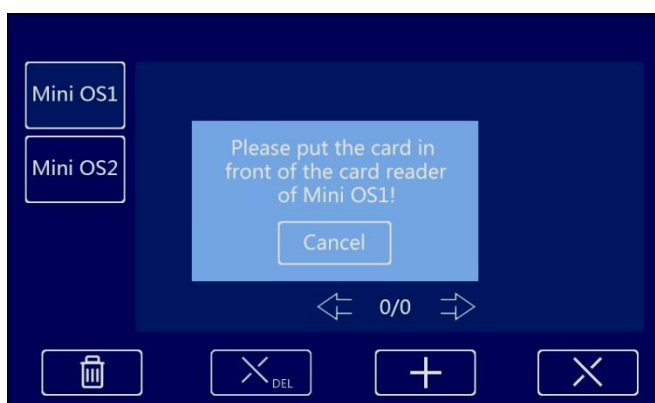 Mini OS1
Mini OS2
Please put the card in
front of the card reader
of Mini OS1!
Cancel
0/0
DEL